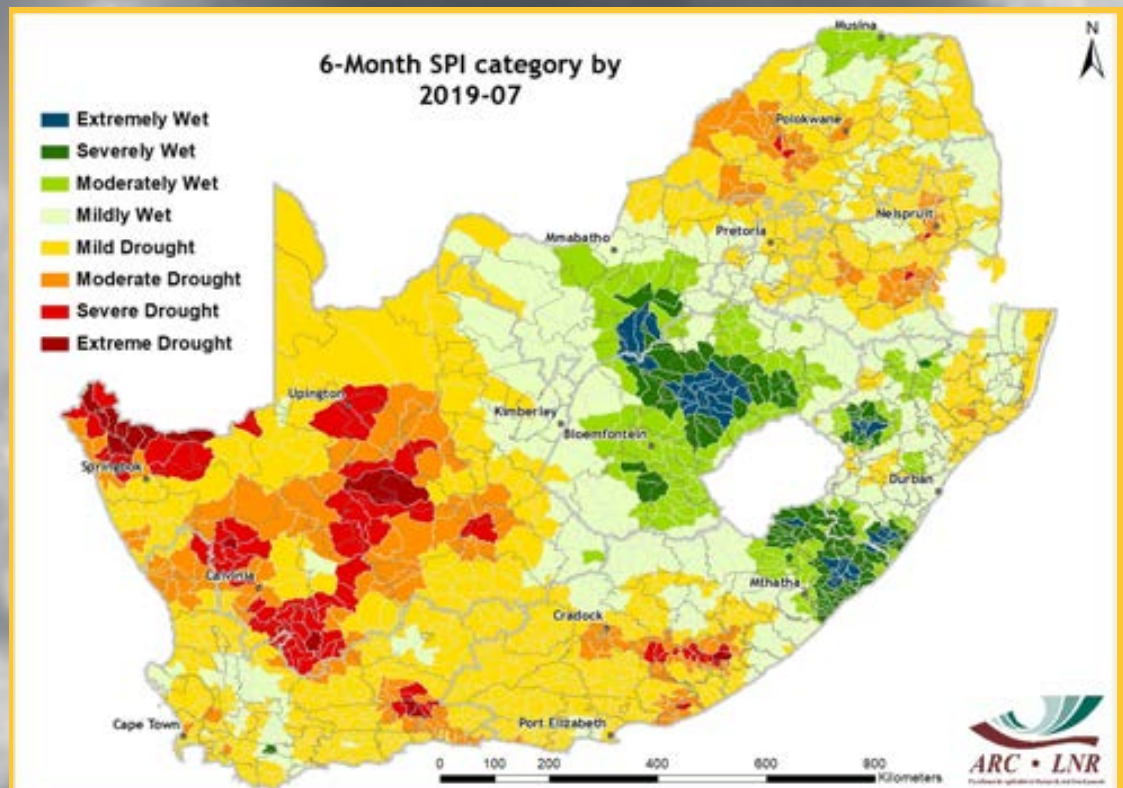 6-Month SPI category by
2019-07
N
Extremely Wet
Severely Wet
Moderately Wet
Mildly Wet
Mild Drought
Moderate Drought
Severe Drought
Extreme Drought
Musina
Polokwane
Nelspruit
Pretoria
Mmabatho
Upington
Kimberley
Bloemfontein
Springbok
Durban
Calvinia
Mthatha
Cradock
Cape Town
Port Elizabeth
0 200 400 600 800
Kilometers
ARC • LNR